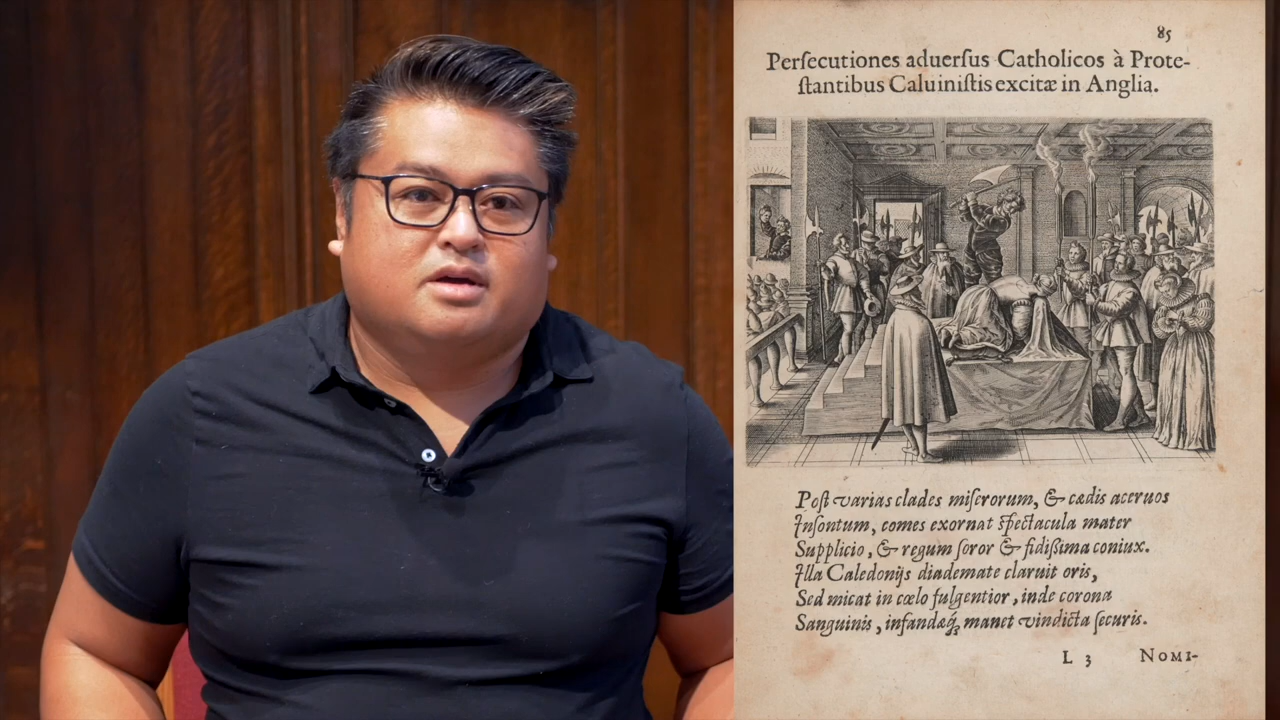 85
Persecutiones aduersus Catholicos à Prote-
stantibus Caluinistis excitæ in Anglia.
Post varias clades miserorum, & cædis aceruos
Insontum, comes exornat spectacula mater
Supplicio, & regum soror & fidissima coniux.
Illa Caledonijs diademate claruit oris,
Sed micat in cœlo fulgentior, inde corona
Sanguinis, infandæq́; manet vindicta securis.
L 3 NOMI-